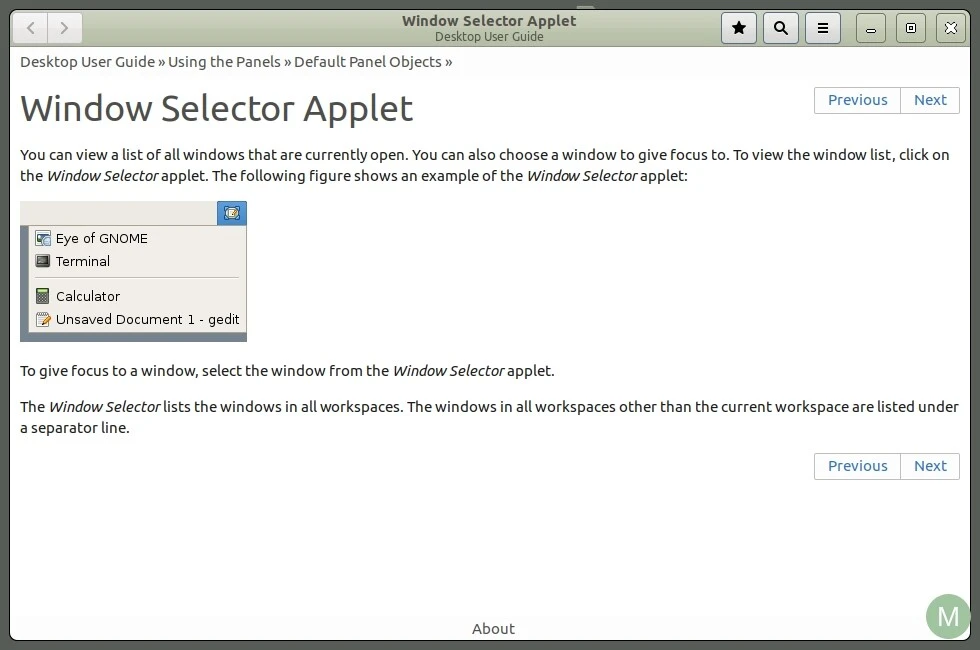 Window Selector Applet
Desktop User Guide
Desktop User Guide » Using the Panels » Default Panel Objects »
Window Selector Applet
Previous Next
You can view a list of all windows that are currently open. You can also choose a window to give focus to. To view the window list, click on
the Window Selector applet. The following figure shows an example of the Window Selector applet:
Eye of GNOME
Terminal
Calculator
Unsaved Document 1 - gedit
To give focus to a window, select the window from the Window Selector applet.
The Window Selector lists the windows in all workspaces. The windows in all workspaces other than the current workspace are listed under
a separator line.
Previous Next
About
M